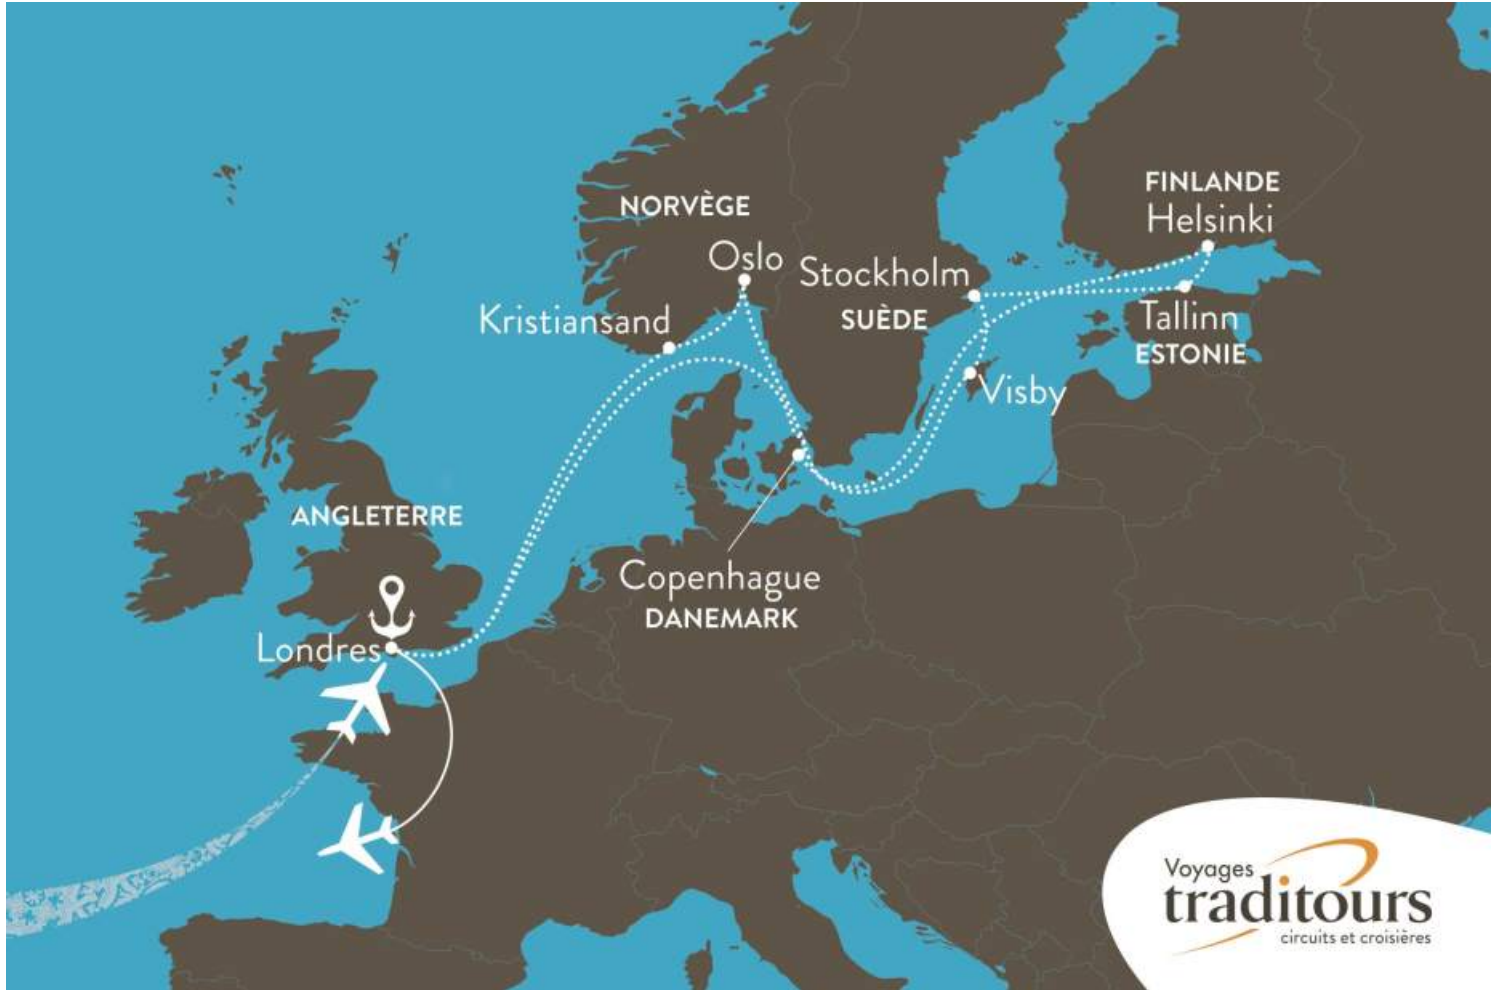 FINLANDE
Helsinki
NORVÈGE
Oslo
Stockholm
SUÈDE
Kristiansand
Tallinn
ESTONIE
Visby
ANGLETERRE
Copenhague
DANEMARK
Londres
Voyages
traditours
circuits et croisières